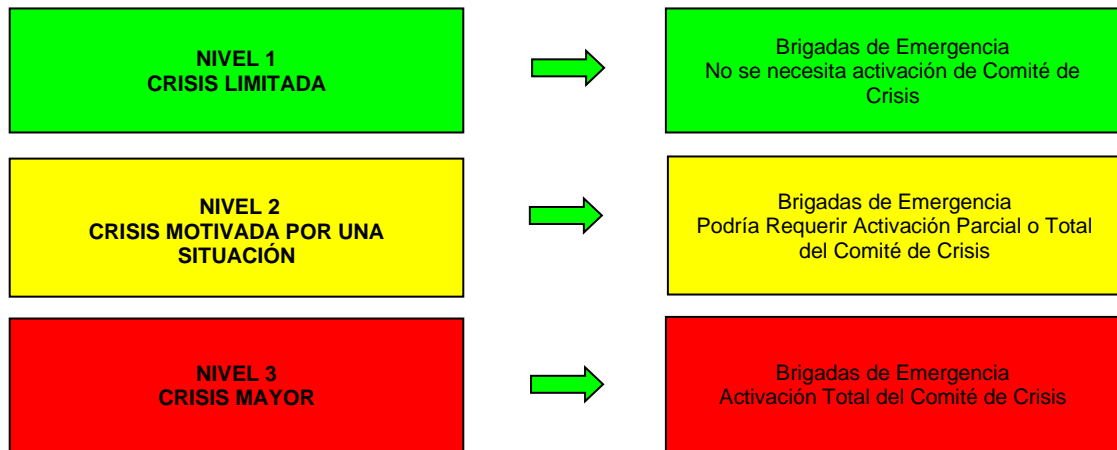 NIVEL 1
CRISIS LIMITADA
Brigadas de Emergencia
No se necesita activación de Comité de
Crisis
NIVEL 2
CRISIS MOTIVADA POR UNA
SITUACIÓN
Brigadas de Emergencia
Podría Requerir Activación Parcial o Total
del Comité de Crisis
NIVEL 3
CRISIS MAYOR
Brigadas de Emergencia
Activación Total del Comité de Crisis